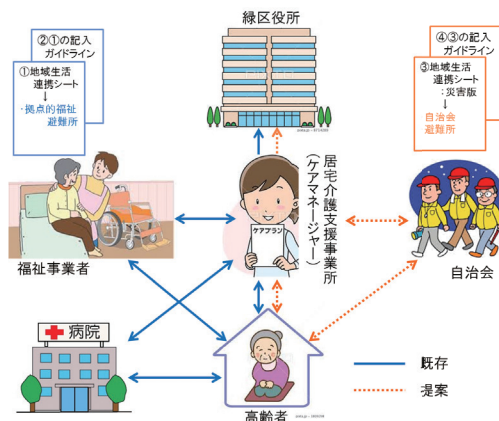 緑区役所
②①の記入
ガイドライン
①地域生活
連携シート
↓
・拠点的福祉
避難所
④③の記入
ガイドライン
③地域生活
連携シート
：災害版
↓
自治会
避難所
居宅介護支援事業所
（ケアマネージャー）
ケアプラン
福祉事業者
自治会
病院
高齢者
既存
提案